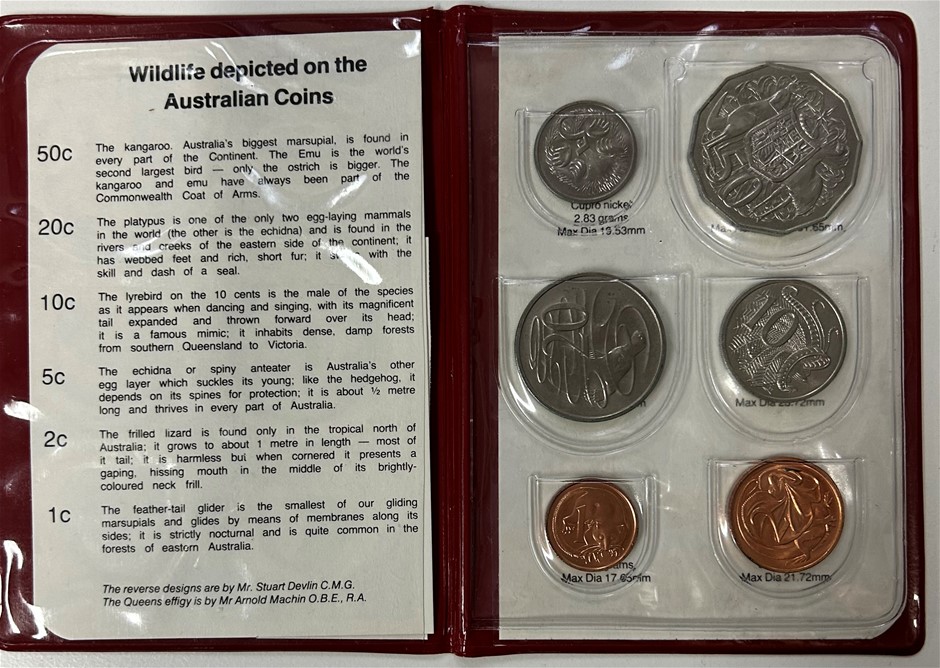 Wildlife depicted on the
Australian Coins
50c
The kangaroo. Australia's biggest marsupial, is found in
every part of the Continent. The Emu is the world's
second largest bird — only the ostrich is bigger. The
kangaroo and emu have always been part of the
Commonwealth Coat of Arms.
20c
The platypus is one of the only two egg-laying mammals
in the world (the other is the echidna) and is found in the
rivers and creeks of the eastern side of the continent; it
has webbed feet and rich, short fur; it with the
skill and dash of a seal.
10c
The lyrebird on the 10 cents is the male of the species
as it appears when dancing and singing, with its magnificent
tail expanded and thrown forward over its head;
it is a famous mimic; it inhabits dense, damp forests
from southern Queensland to Victoria.
5c
The echidna or spiny anteater is Australia's other
egg layer which suckles its young; like the hedgehog, it
depends on its spines for protection; it is about ½ metre
long and thrives in every part of Australia.
2c
The frilled lizard is found only in the tropical north of
Australia; it grows to about 1 metre in length — most of
it tail; it is harmless but when cornered it presents a
gaping, hissing mouth in the middle of its brightly-
coloured neck frill.
1c
The feather-tail glider is the smallest of our gliding
marsupials and glides by means of membranes along its
sides; it is strictly nocturnal and is quite common in the
forests of eastern Australia.
The reverse designs are by Mr. Stuart Devlin C.M.G.
The Queens effigy is by Mr Arnold Machin O.B.E., R.A.
5
Cupro nickel
2.83 grams
Max Dia 19.53mm
50
20
10
Max Dia
1
Max Dia 17.65mm
2
Max Dia 21.72mm